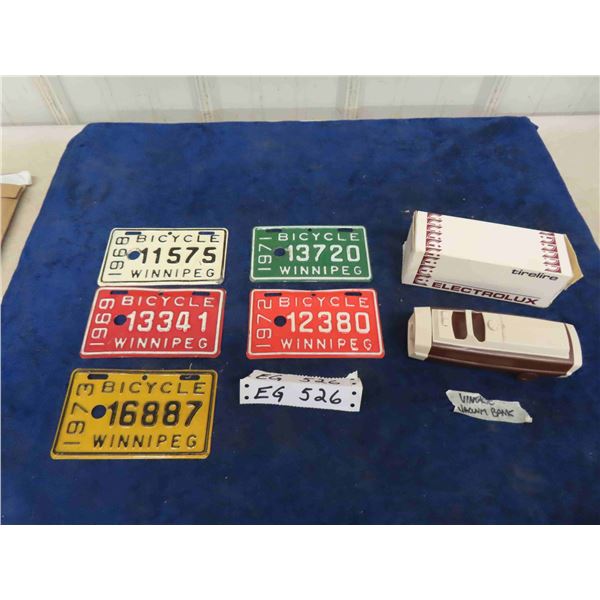 1968
BICYCLE
11575
WINNIPEG
1971
BICYCLE
13720
WINNIPEG
tirelire
ELECTROLUX
1969
BICYCLE
13341
WINNIPEG
1972
BICYCLE
12380
WINNIPEG
1973
BICYCLE
16887
WINNIPEG
EG 526
EG 526
VINTAGE
VACUUM BANK